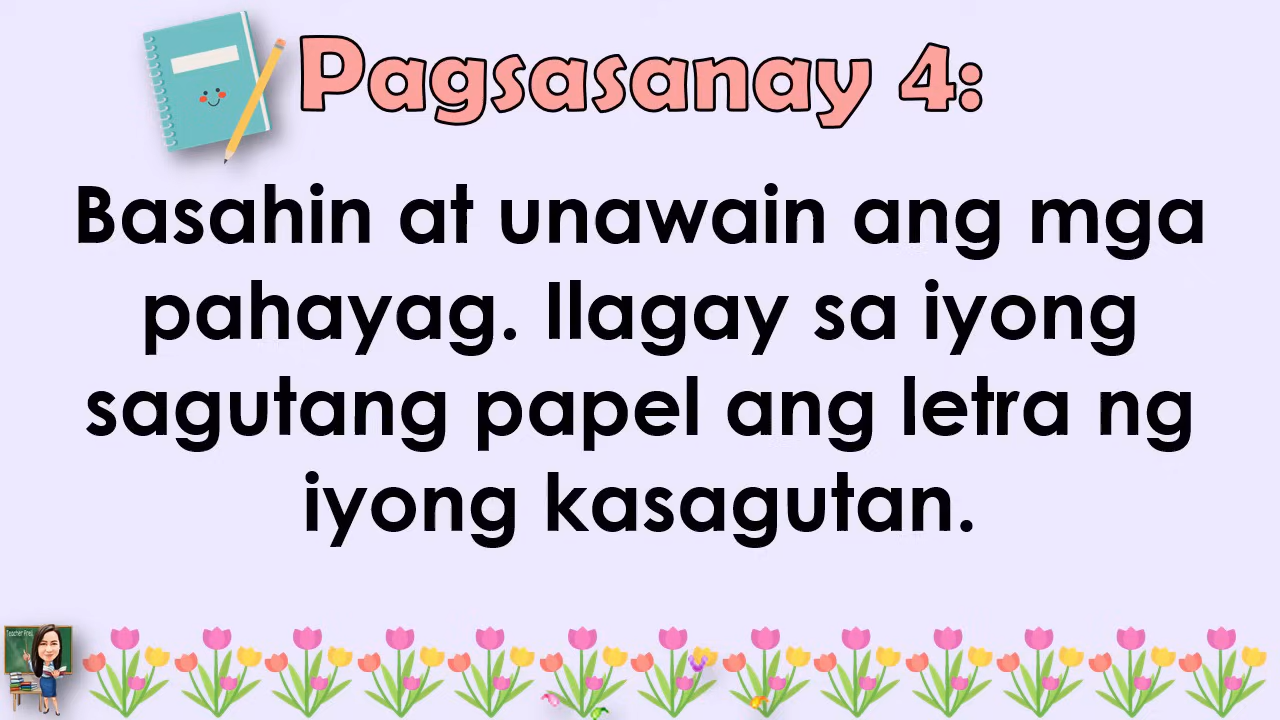 Pagsasanay 4:
Basahin at unawain ang mga
pahayag. Ilagay sa iyong
sagutang papel ang letra ng
iyong kasagutan.